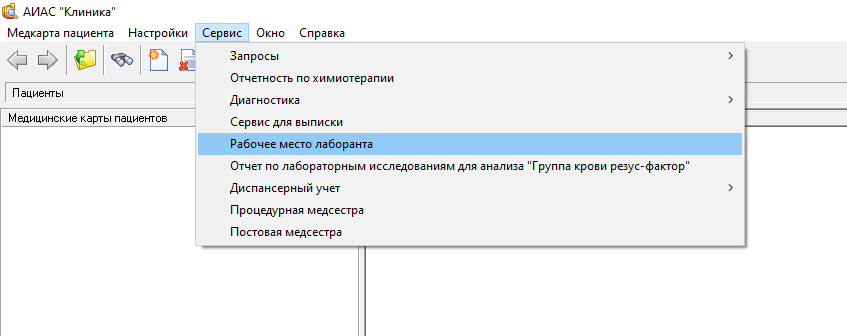 АИАС "Клиника"
Медкарта пациента Настройки Сервис Окно Справка
Запросы
Отчетность по химиотерапии
Пациенты
Диагностика
Медицинские карты пациентов
Сервис для выписки
Рабочее место лаборанта
Отчет по лабораторным исследованиям для анализа "Группа крови резус-фактор"
Диспансерный учет
Процедурная медсестра
Постовая медсестра